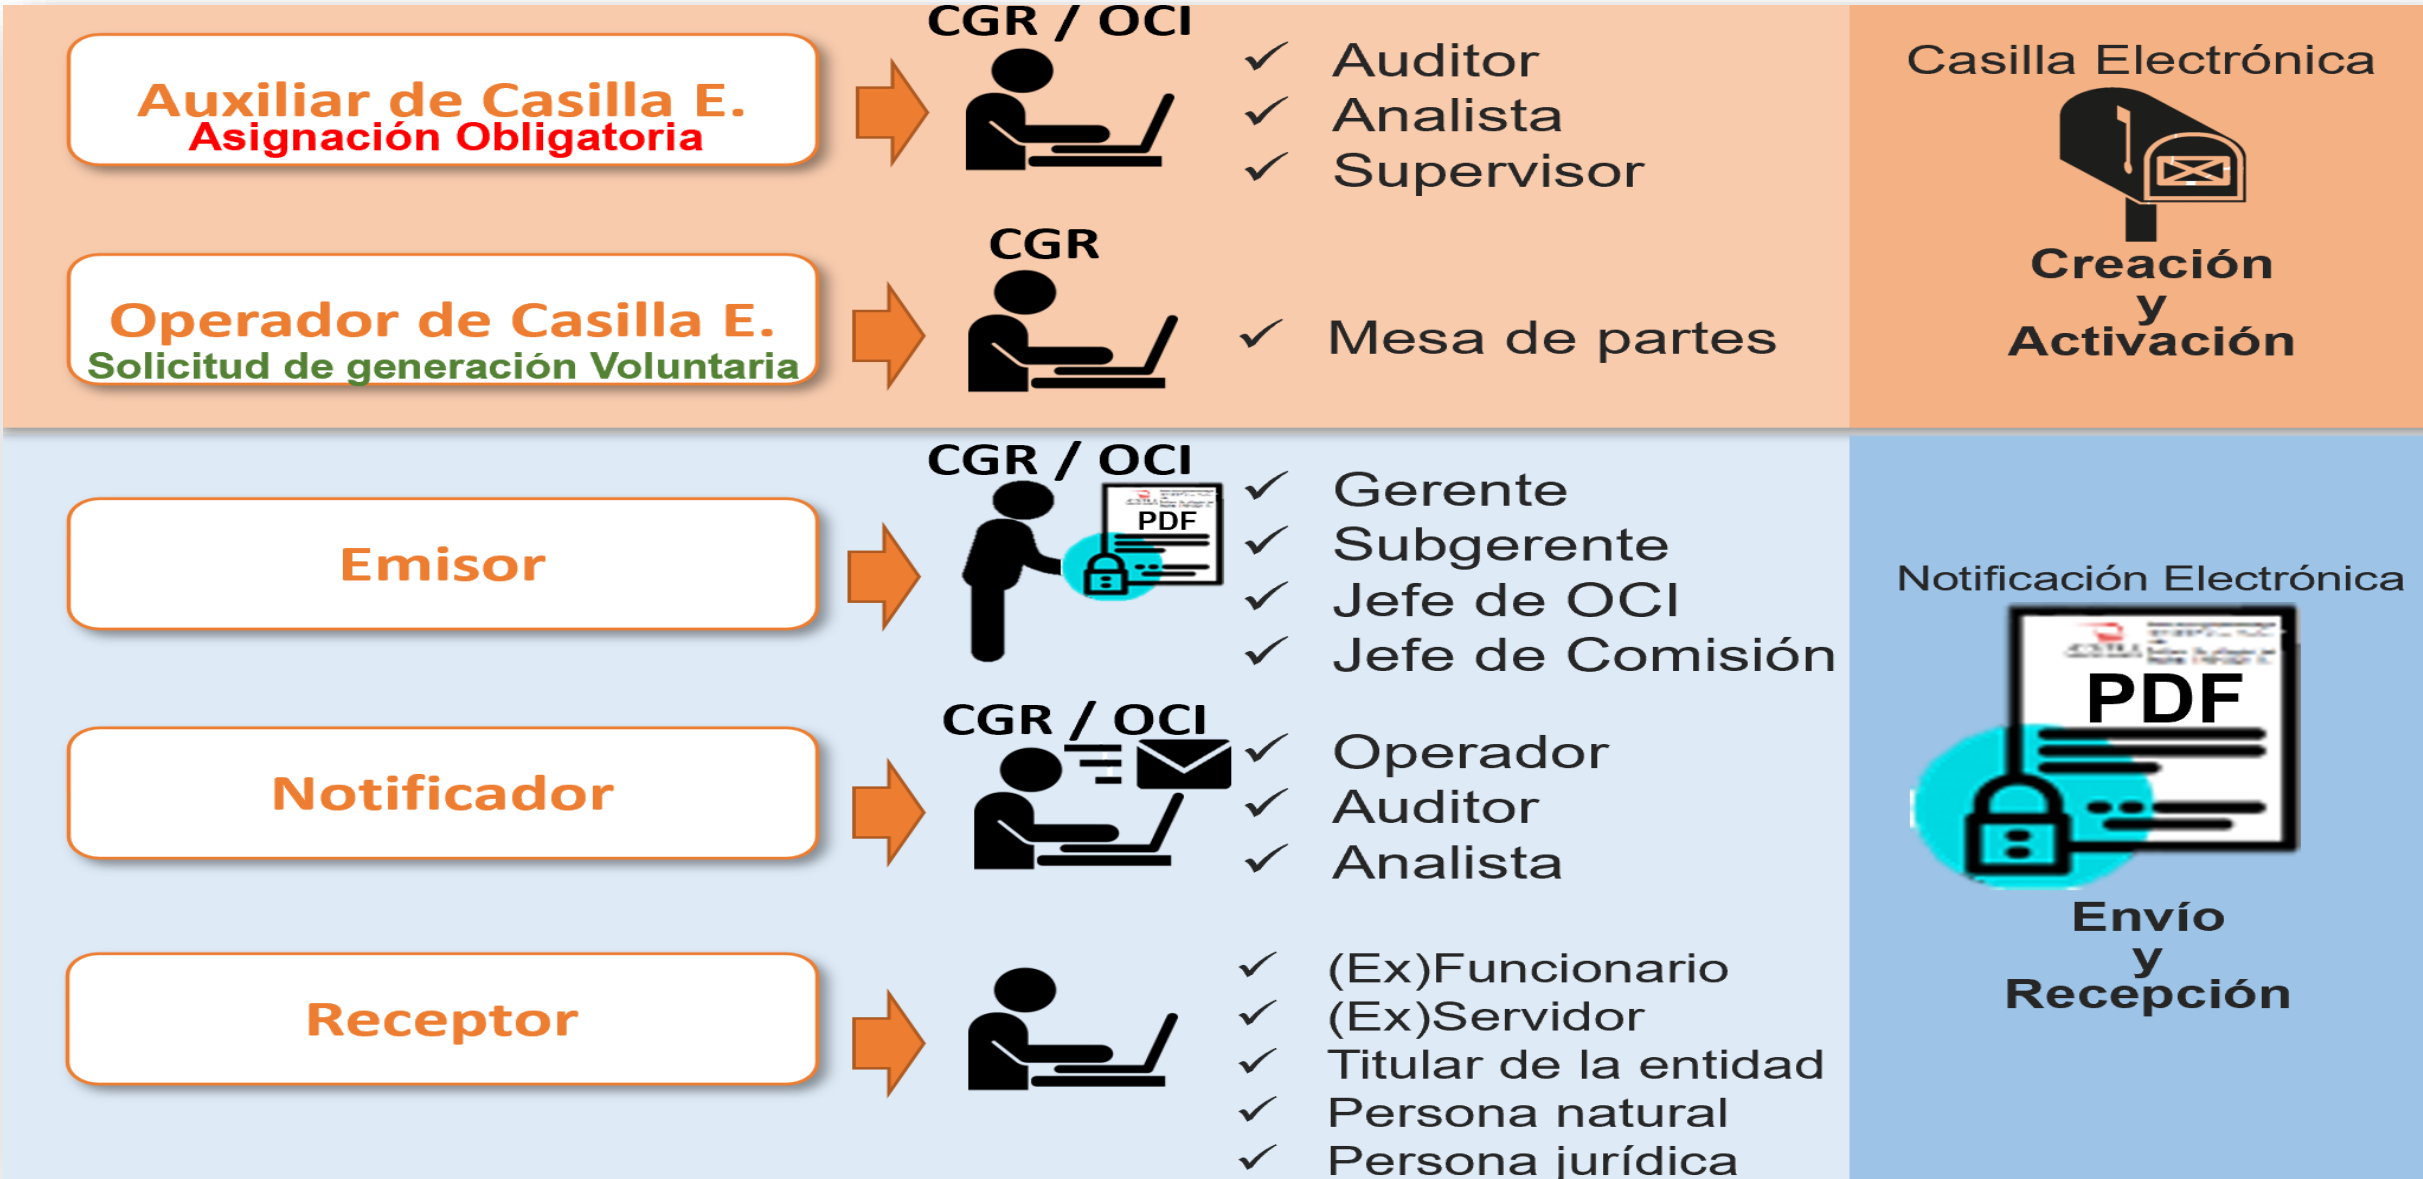 CGR / OCI
Auxiliar de Casilla E.
Asignación Obligatoria
Auditor
Analista
Supervisor
Casilla Electrónica
Creación
y
Activación
CGR
Operador de Casilla E.
Solicitud de generación Voluntaria
Mesa de partes
CGR / OCI
Emisor
PDF
Gerente
Subgerente
Jefe de OCI
Jefe de Comisión
CGR / OCI
Notificador
Operador
Auditor
Analista
Receptor
(Ex)Funcionario
(Ex)Servidor
Titular de la entidad
Persona natural
Persona jurídica
Notificación Electrónica
PDF
Envío
y
Recepción